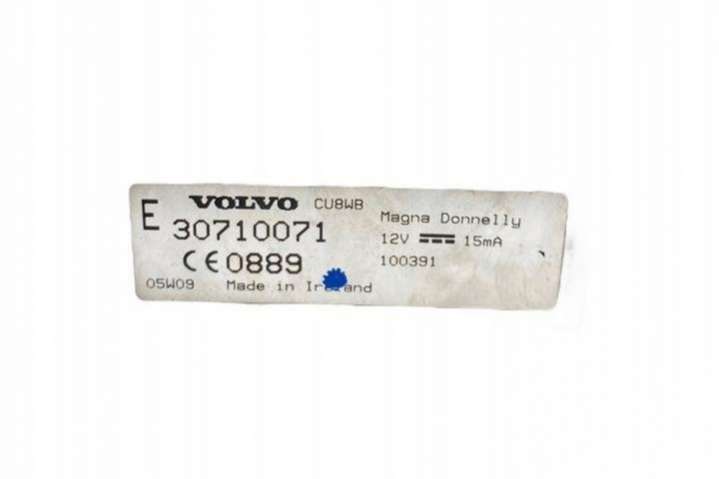 VOLVO CU8WB
E 30710071
CE0889
05W09 Made in Ireland
Magna Donnelly
12V 15mA
100391